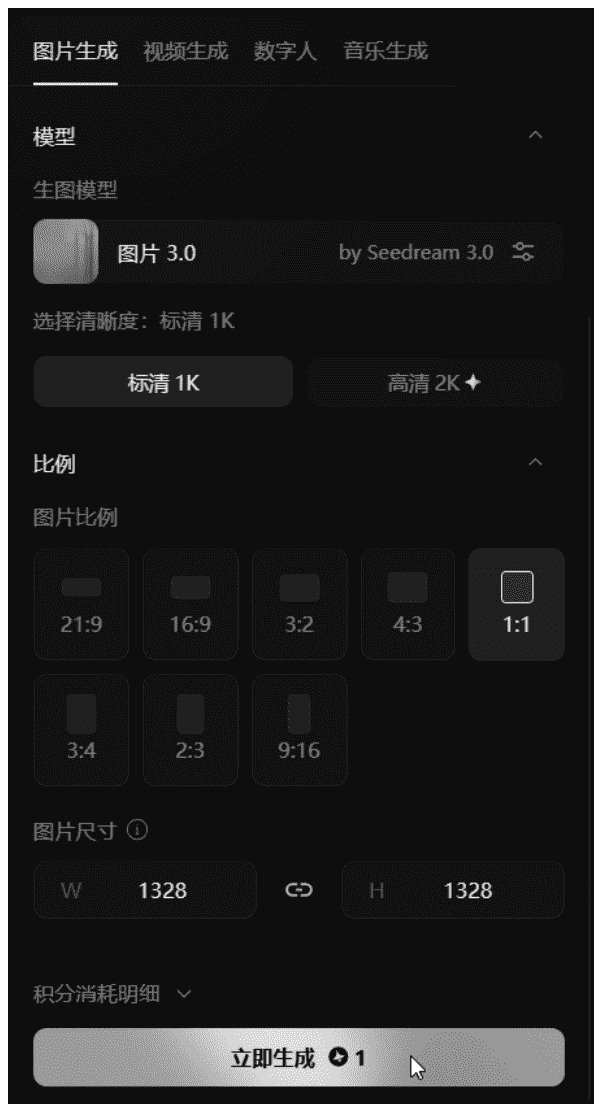 图片生成 视频生成 数字人 音乐生成
模型
生图模型
图片 3.0 by Seedream 3.0
选择清晰度：标清 1K
标清 1K 高清 2K
比例
图片比例
21:9 16:9 3:2 4:3 1:1
3:4 2:3 9:16
图片尺寸
W 1328 H 1328
积分消耗明细
立即生成 1